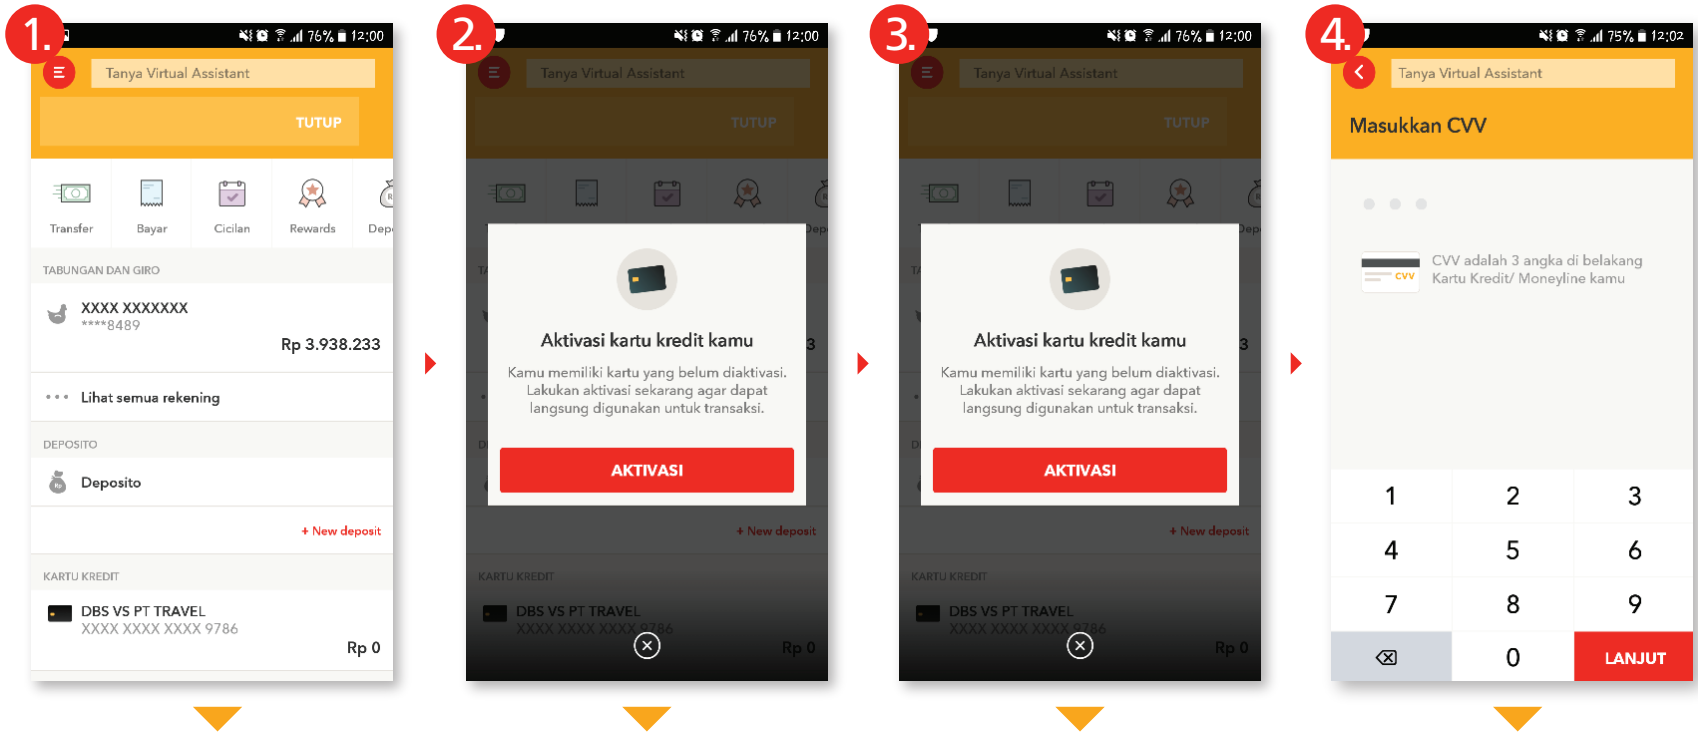 1.
76% 12:00
Tanya Virtual Assistant
TUTUP
Transfer
Bayar
Cicilan
Rewards
Dep
TABUNGAN DAN GIRO
XXXX XXXXXXX
****8489
Rp 3.938.233
Lihat semua rekening
DEPOSITO
Rp
Deposito
+ New deposit
KARTU KREDIT
DBS VS PT TRAVEL
XXXX XXXX XXXX 9786
Rp 0
2.
76% 12:00
Tanya Virtual Assistant
TUTUP
Dep
TA
Aktivasi kartu kredit kamu
3
Kamu memiliki kartu yang belum diaktivasi.
Lakukan aktivasi sekarang agar dapat
langsung digunakan untuk transaksi.
D
AKTIVASI
+ New deposit
KARTU KREDIT
DBS VS PT TRAVEL
XXXX XXXX XXXX 9786
Rp 0
3.
76% 12:00
Tanya Virtual Assistant
TUTUP
Dep
TA
Aktivasi kartu kredit kamu
3
Kamu memiliki kartu yang belum diaktivasi.
Lakukan aktivasi sekarang agar dapat
langsung digunakan untuk transaksi.
D
AKTIVASI
+ New deposit
KARTU KREDIT
DBS VS PT TRAVEL
XXXX XXXX XXXX 9786
Rp 0
4.
75% 12:02
Tanya Virtual Assistant
Masukkan CVV
CVV
CVV adalah 3 angka di belakang
Kartu Kredit/ Moneyline kamu
1 2 3
4 5 6
7 8 9
0 LANJUT